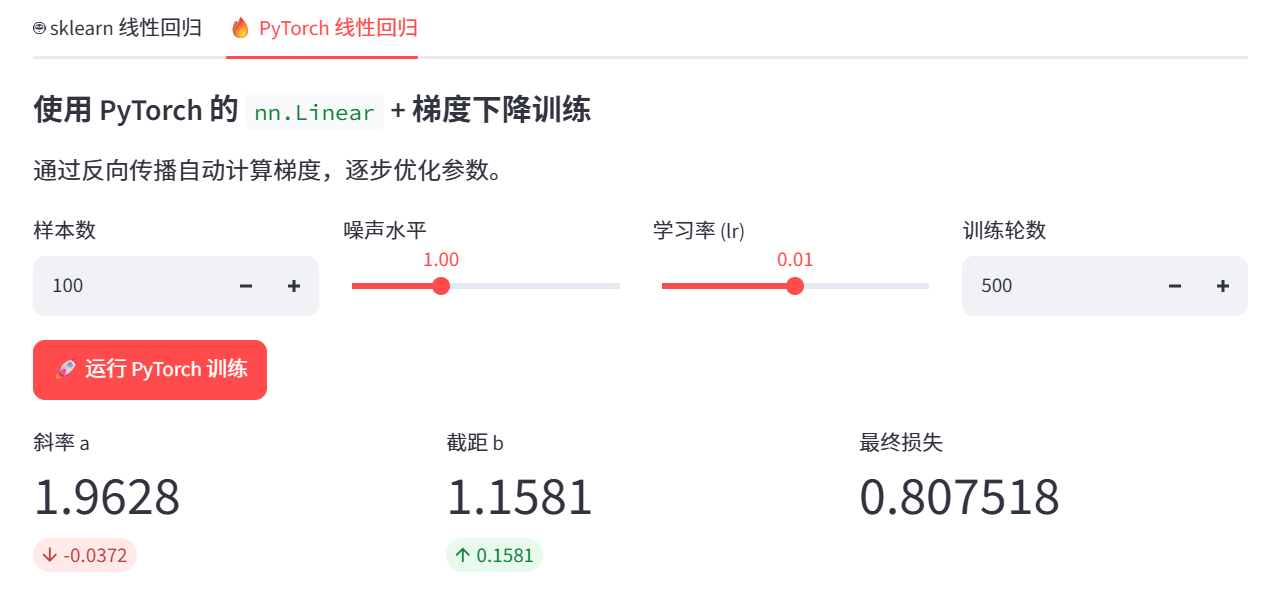 sklearn 线性回归 🔥 PyTorch 线性回归
使用 PyTorch 的 nn.Linear + 梯度下降训练
通过反向传播自动计算梯度，逐步优化参数。
样本数 噪声水平 学习率 (lr) 训练轮数
1.00 0.01
100 − + 500 − +
🚀 运行 PyTorch 训练
斜率 a 截距 b 最终损失
1.9628 1.1581 0.807518
↓ -0.0372 ↑ 0.1581